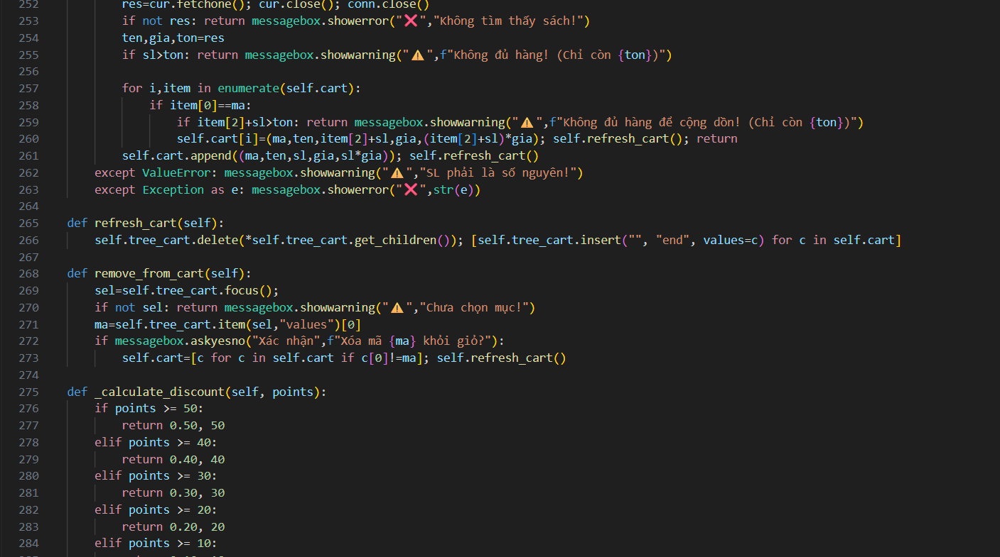 252 res=cur.fetchone(); cur.close(); conn.close()
253 if not res: return messagebox.showerror("❌","Không tìm thấy sách!")
254 ten,gia,ton=res
255 if sl>ton: return messagebox.showwarning("⚠️",f"Không đủ hàng! (Chỉ còn {ton})")
256
257 for i,item in enumerate(self.cart):
258 if item[0]==ma:
259 if item[2]+sl>ton: return messagebox.showwarning("⚠️",f"Không đủ hàng để cộng dồn! (Chỉ còn {ton})")
260 self.cart[i]=(ma,ten,item[2]+sl,gia,(item[2]+sl)*gia); self.refresh_cart(); return
261 self.cart.append((ma,ten,sl,gia,sl*gia)); self.refresh_cart()
262 except ValueError: messagebox.showwarning("⚠️","SL phải là số nguyên!")
263 except Exception as e: messagebox.showerror("❌",str(e))
264
265 def refresh_cart(self):
266 self.tree_cart.delete(*self.tree_cart.get_children()); [self.tree_cart.insert("", "end", values=c) for c in self.cart]
267
268 def remove_from_cart(self):
269 sel=self.tree_cart.focus();
270 if not sel: return messagebox.showwarning("⚠️","Chưa chọn mục!")
271 ma=self.tree_cart.item(sel,"values")[0]
272 if messagebox.askyesno("Xác nhận",f"Xóa mã {ma} khỏi giỏ?"):
273 self.cart=[c for c in self.cart if c[0]!=ma]; self.refresh_cart()
274
275 def _calculate_discount(self, points):
276 if points >= 50:
277 return 0.50, 50
278 elif points >= 40:
279 return 0.40, 40
280 elif points >= 30:
281 return 0.30, 30
282 elif points >= 20:
283 return 0.20, 20
284 elif points >= 10: